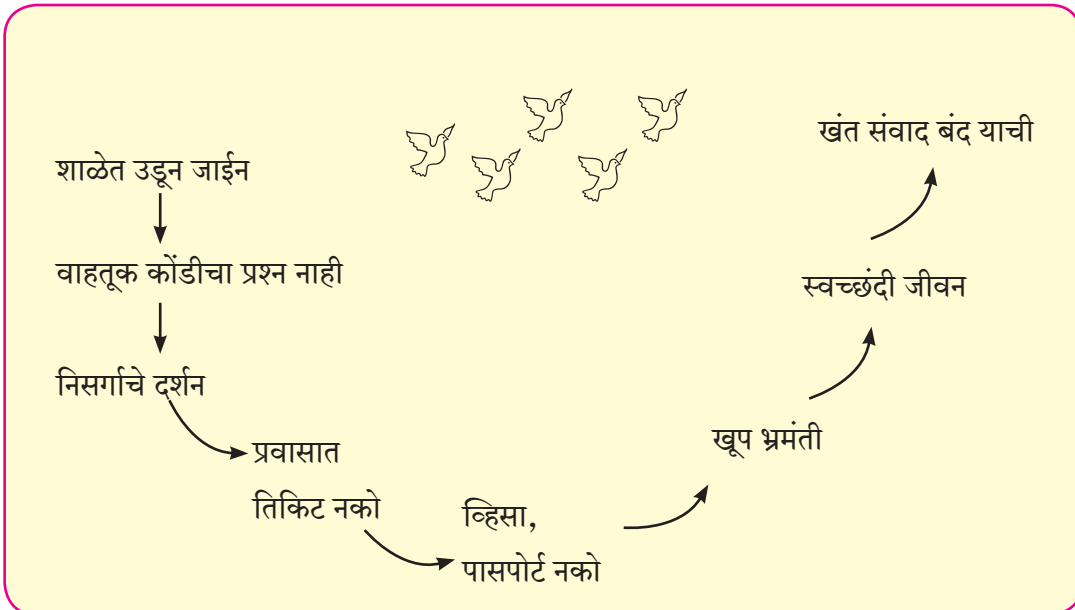 शाळेत उडून जाईन
वाहतूक कोंडीचा प्रश्न नाही
निसर्गाचे दर्शन
प्रवासात
तिकिट नको
व्हिसा,
पासपोर्ट नको
खूप भ्रमंती
स्वच्छंदी जीवन
खंत संवाद बंद याची